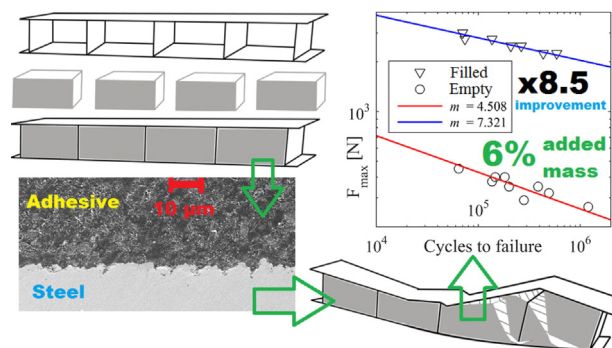 Adhesive
10 µm
Steel
F_max [N]
10³
▽ Filled
○ Empty
m = 4.508
m = 7.321
x8.5
improvement
6%
added
mass
10⁴
10⁵
10⁶
Cycles to failure